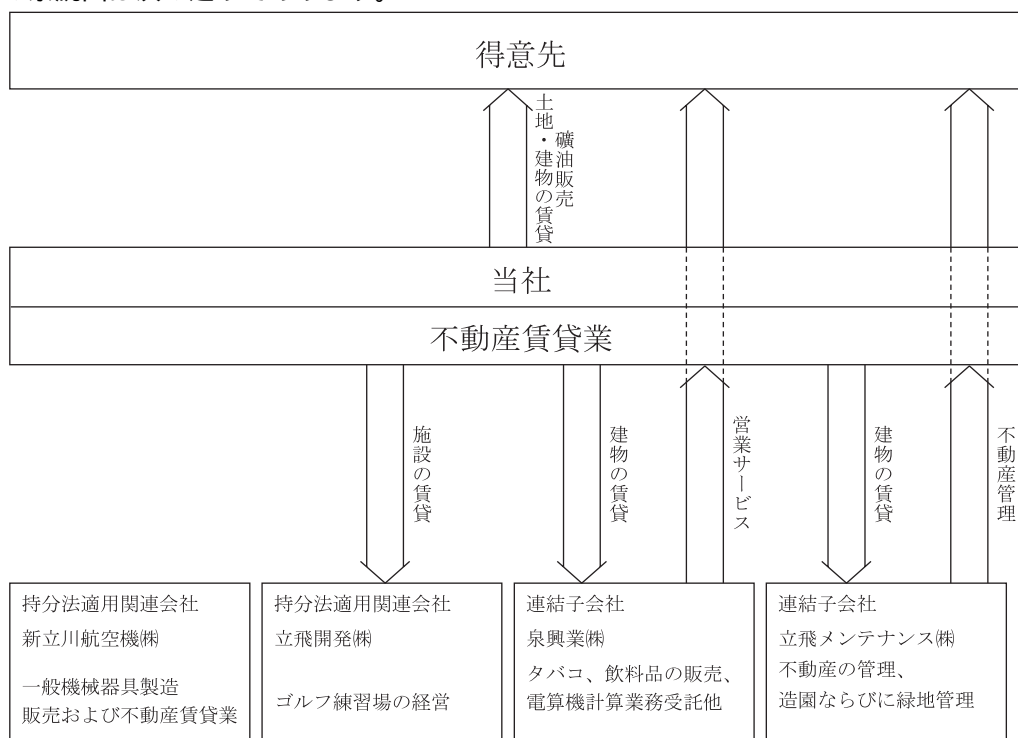 得意先
土地・建物の賃貸
礦油販売
当社
不動産賃貸業
施設の賃貸
建物の賃貸
営業サービス
建物の賃貸
不動産管理
持分法適用関連会社
新立川航空機㈱
一般機械器具製造
販売および不動産賃貸業
持分法適用関連会社
立飛開発㈱
ゴルフ練習場の経営
連結子会社
泉興業㈱
タバコ、飲料品の販売、
電算機計算業務受託他
連結子会社
立飛メンテナンス㈱
不動産の管理、
造園ならびに緑地管理